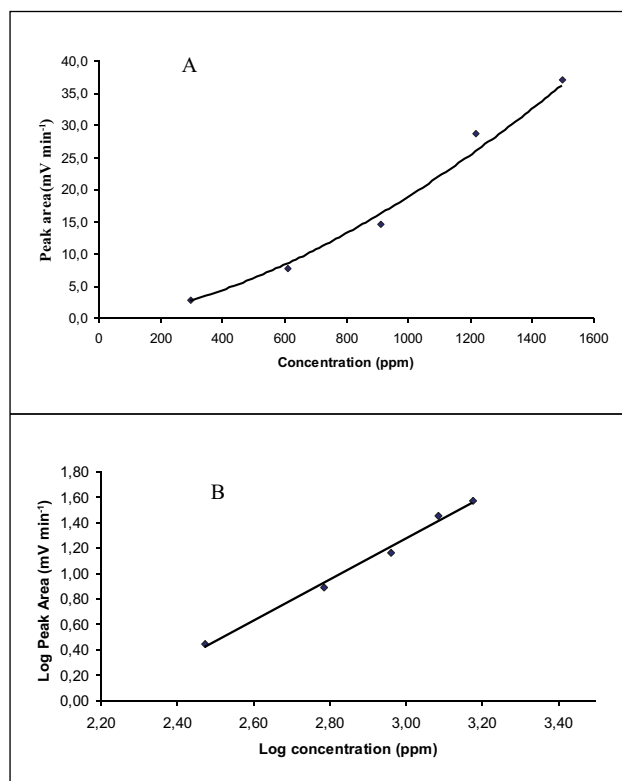 A
40,0
35,0
30,0
25,0
20,0
15,0
10,0
5,0
0,0
Peak area(mV min-1)
0 200 400 600 800 1000 1200 1400 1600
Concentration (ppm)
B
1,80
1,60
1,40
1,20
1,00
0,80
0,60
0,40
0,20
0,00
Log Peak Area (mV min-1)
2,20 2,40 2,60 2,80 3,00 3,20 3,40
Log concentration (ppm)